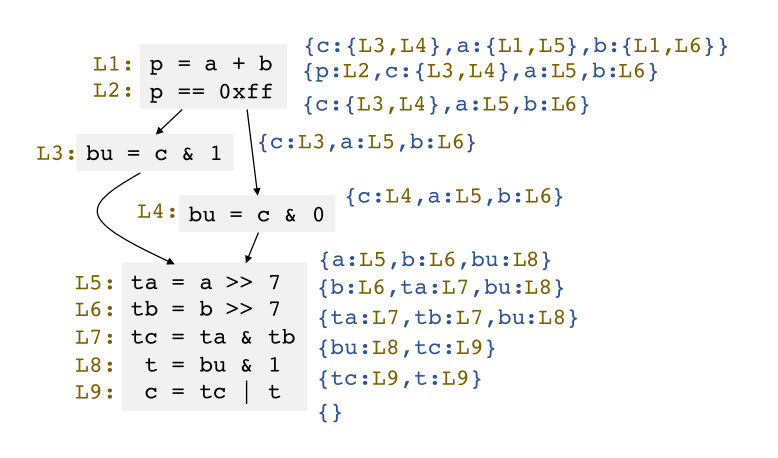 {c:{L3,L4},a:{L1,L5},b:{L1,L6}}
L1: p = a + b
{p:L2,c:{L3,L4},a:L5,b:L6}
L2: p == 0xff
{c:{L3,L4},a:L5,b:L6}
{c:L3,a:L5,b:L6}
L3: bu = c & 1
{c:L4,a:L5,b:L6}
L4: bu = c & 0
{a:L5,b:L6,bu:L8}
L5: ta = a >> 7
{b:L6,ta:L7,bu:L8}
L6: tb = b >> 7
{ta:L7,tb:L7,bu:L8}
L7: tc = ta & tb
{bu:L8,tc:L9}
L8: t = bu & 1
{tc:L9,t:L9}
L9: c = tc | t
{}